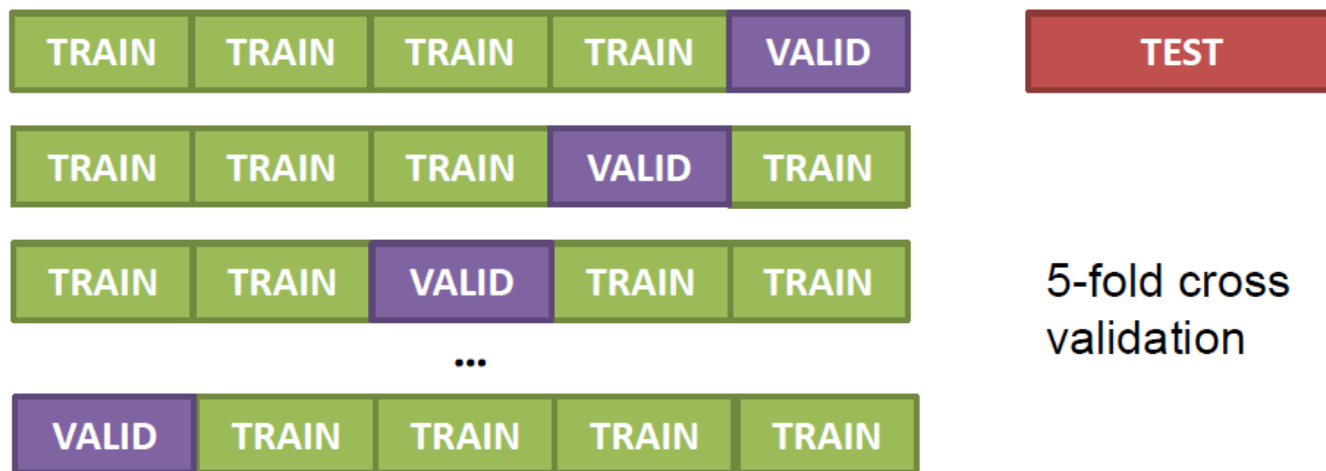 TRAIN TRAIN TRAIN TRAIN VALID TEST
TRAIN TRAIN TRAIN VALID TRAIN
TRAIN TRAIN VALID TRAIN TRAIN
5-fold cross
validation
...
VALID TRAIN TRAIN TRAIN TRAIN